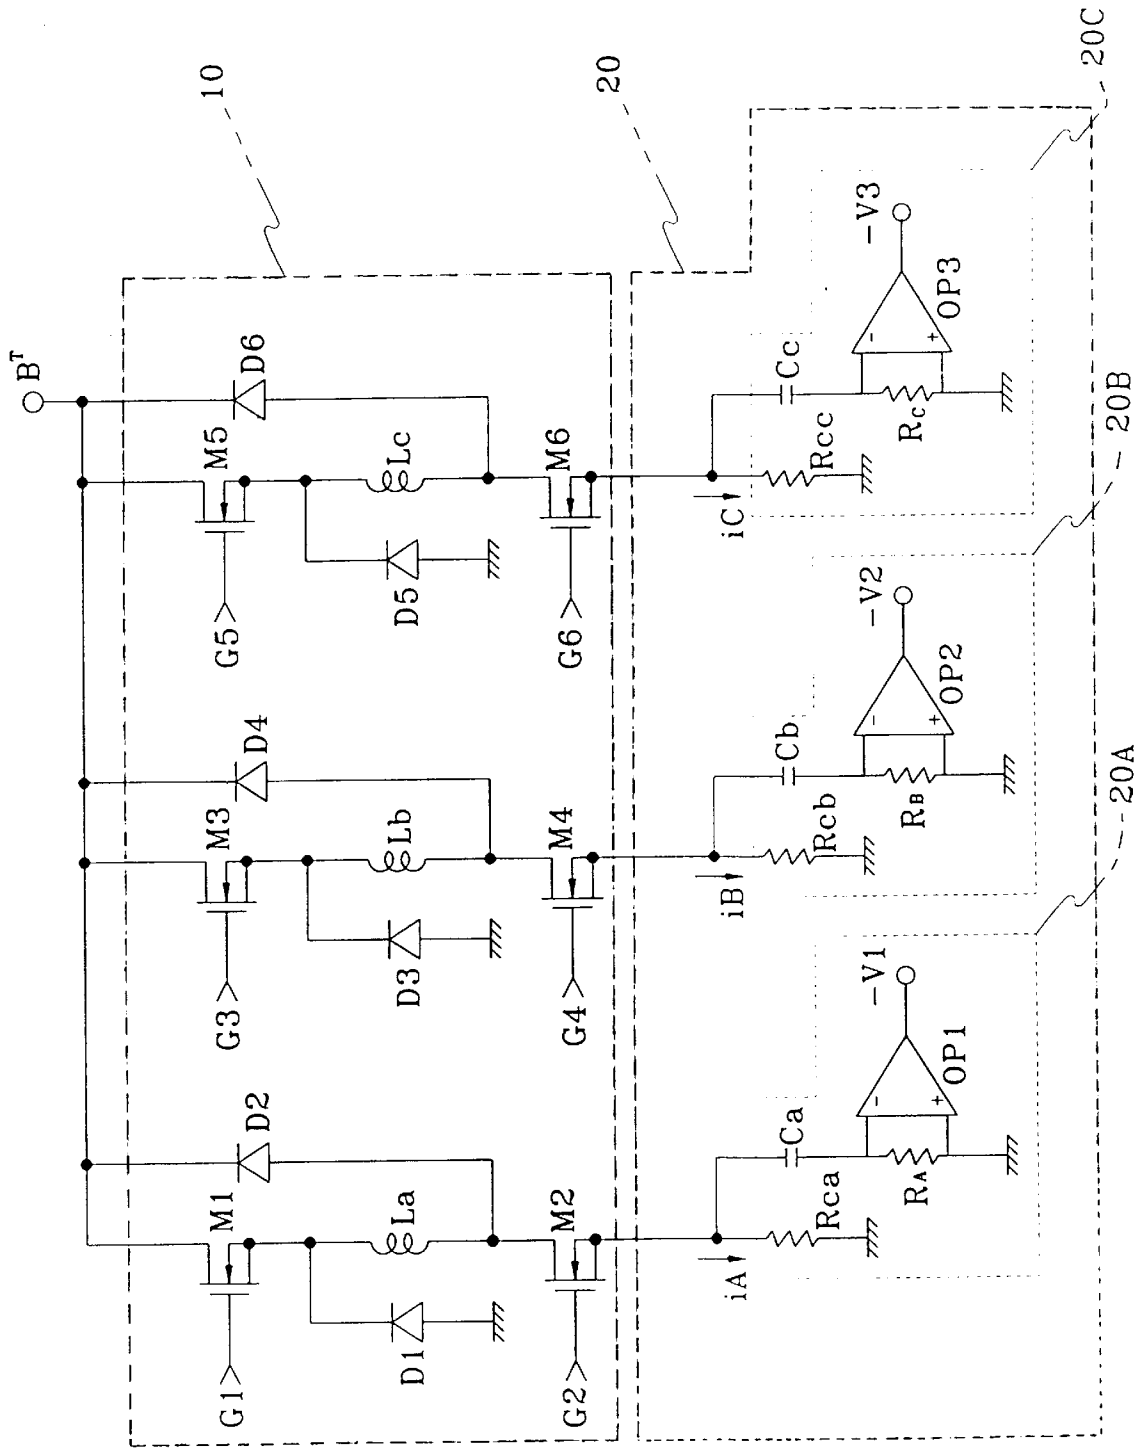 10
20
20C
20B
20A
B^T
M5
D6
G5
Lc
D5
M6
G6
iC
Rcc
Cc
Rc
OP3
-V3
M3
D4
G3
Lb
D3
M4
G4
iB
Rcb
Cb
RB
OP2
-V2
M1
D2
G1
La
D1
M2
G2
iA
Rca
Ca
RA
OP1
-V1
-
+
-
+
-
+